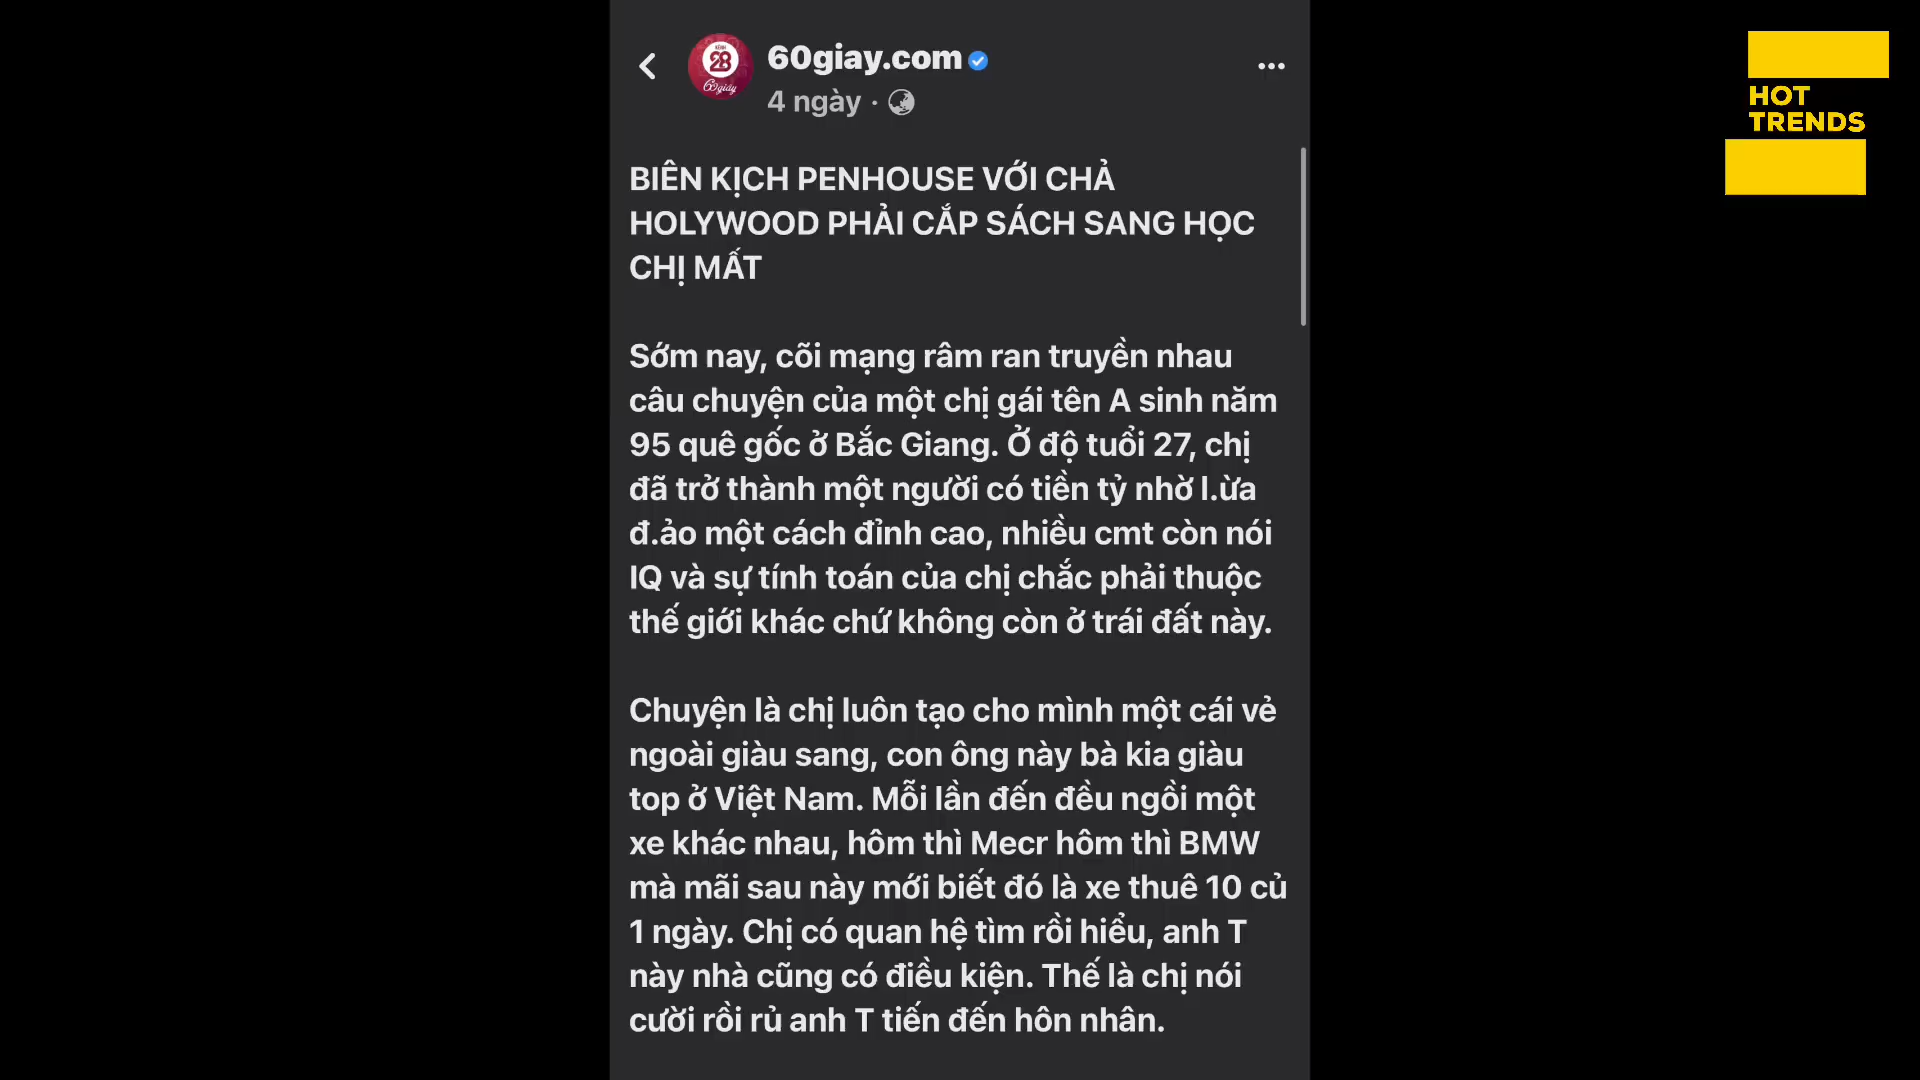 KÊNH
28
60giây
60giay.com
4 ngày ·
HOT
TRENDS
BIÊN KỊCH PENHOUSE VỚI CHẢ
HOLYWOOD PHẢI CẮP SÁCH SANG HỌC
CHỊ MẤT
Sớm nay, cõi mạng râm ran truyền nhau
câu chuyện của một chị gái tên A sinh năm
95 quê gốc ở Bắc Giang. Ở độ tuổi 27, chị
đã trở thành một người có tiền tỷ nhờ l.ừa
đ.ảo một cách đỉnh cao, nhiều cmt còn nói
IQ và sự tính toán của chị chắc phải thuộc
thế giới khác chứ không còn ở trái đất này.
Chuyện là chị luôn tạo cho mình một cái vẻ
ngoài giàu sang, con ông này bà kia giàu
top ở Việt Nam. Mỗi lần đến đều ngồi một
xe khác nhau, hôm thì Mecr hôm thì BMW
mà mãi sau này mới biết đó là xe thuê 10 củ
1 ngày. Chị có quan hệ tìm rồi hiểu, anh T
này nhà cũng có điều kiện. Thế là chị nói
cười rồi rủ anh T tiến đến hôn nhân.